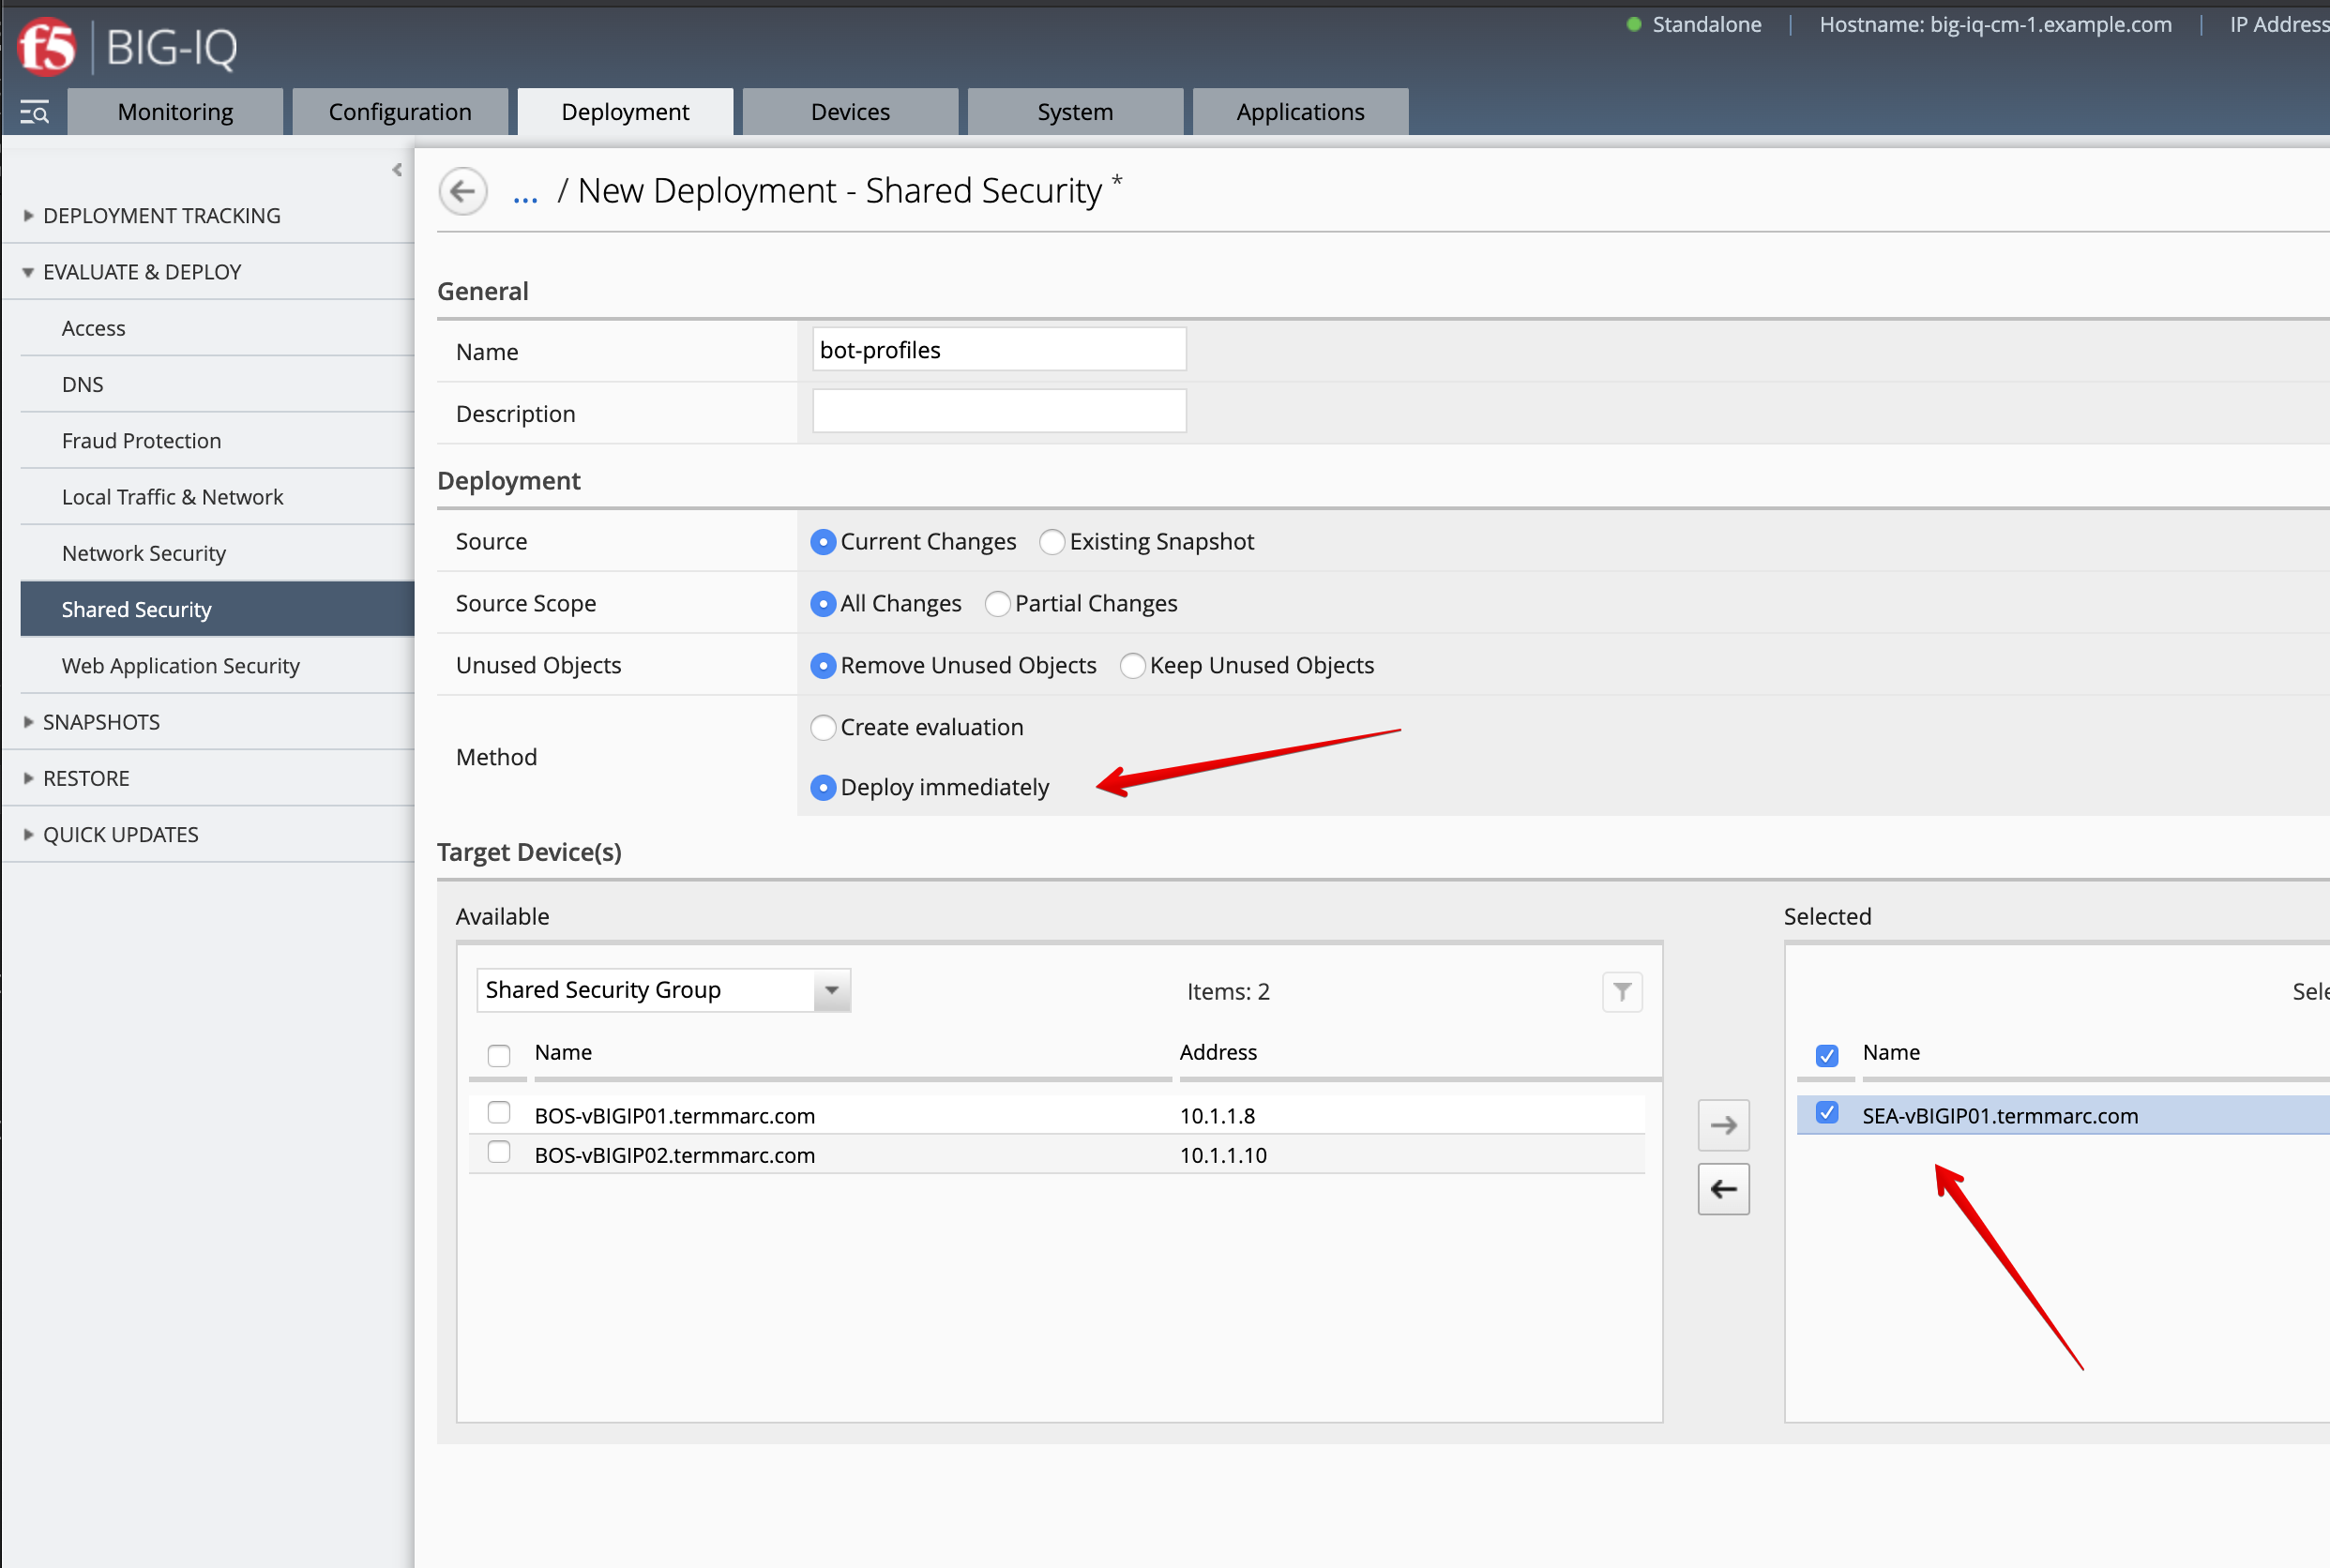 Standalone | Hostname: big-iq-cm-1.example.com | IP Address
f5 BIG-IQ
Monitoring Configuration Deployment Devices System Applications
... / New Deployment - Shared Security *
DEPLOYMENT TRACKING
EVALUATE & DEPLOY
Access
DNS
Fraud Protection
Local Traffic & Network
Network Security
Shared Security
Web Application Security
SNAPSHOTS
RESTORE
QUICK UPDATES
General
Name bot-profiles
Description
Deployment
Source Current Changes Existing Snapshot
Source Scope All Changes Partial Changes
Unused Objects Remove Unused Objects Keep Unused Objects
Method Create evaluation
Deploy immediately
Target Device(s)
Available
Shared Security Group Items: 2
Name Address
BOS-vBIGIP01.termmarc.com 10.1.1.8
BOS-vBIGIP02.termmarc.com 10.1.1.10
Selected
Sele
Name
SEA-vBIGIP01.termmarc.com